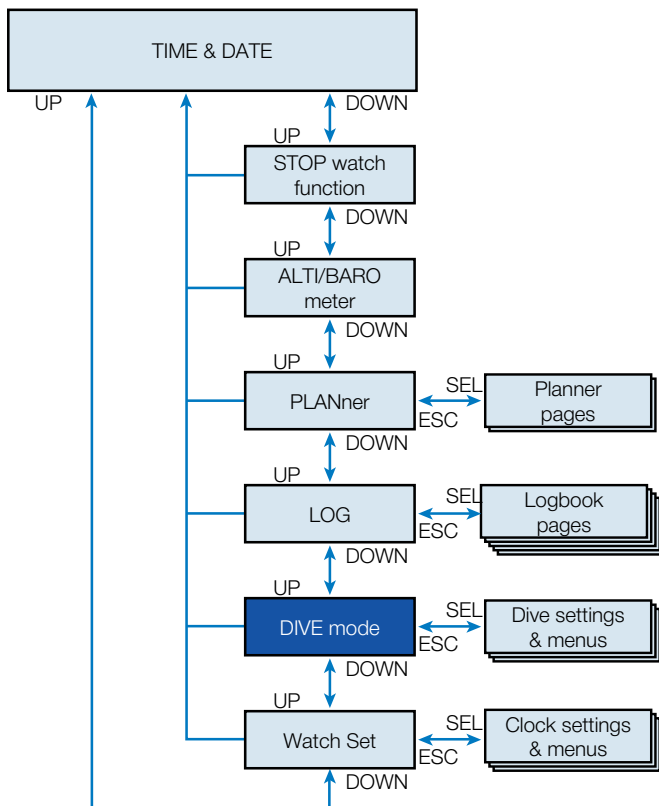 TIME & DATE
UP
DOWN
UP
STOP watch
function
DOWN
UP
ALTI/BARO
meter
DOWN
UP
PLANner
SEL
ESC
Planner
pages
DOWN
UP
LOG
SEL
ESC
Logbook
pages
DOWN
UP
DIVE mode
SEL
ESC
Dive settings
& menus
DOWN
UP
Watch Set
SEL
ESC
Clock settings
& menus
DOWN